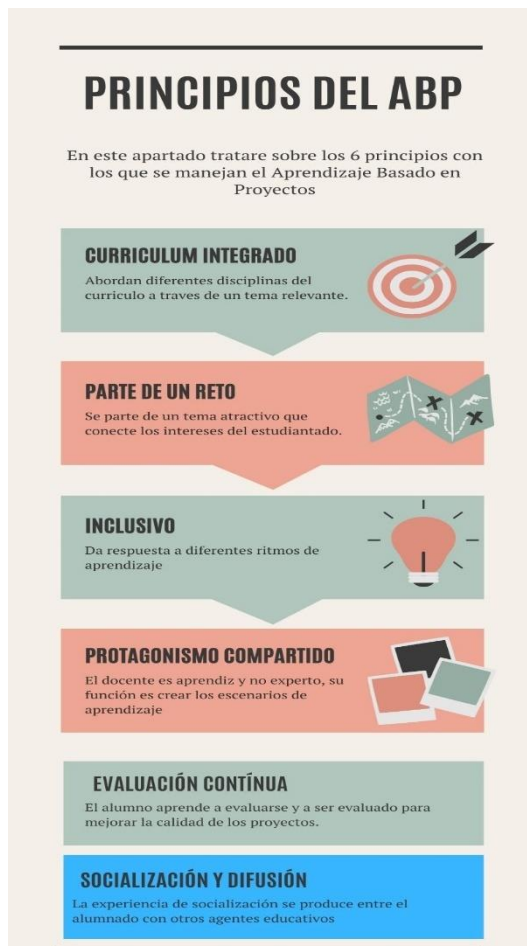 PRINCIPIOS DEL ABP
En este apartado tratare sobre los 6 principios con
los que se manejan el Aprendizaje Basado en
Proyectos
CURRICULUM INTEGRADO
Abordan diferentes disciplinas del
curriculo a traves de un tema relevante.
PARTE DE UN RETO
Se parte de un tema atractivo que
conecte los intereses del estudiantado.
INCLUSIVO
Da respuesta a diferentes ritmos de
aprendizaje
PROTAGONISMO COMPARTIDO
El docente es aprendiz y no experto, su
función es crear los escenarios de
aprendizaje
EVALUACIÓN CONTÍNUA
El alumno aprende a evaluarse y a ser evaluado para
mejorar la calidad de los proyectos.
SOCIALIZACIÓN Y DIFUSIÓN
La experiencia de socialización se produce entre el
alumnado con otros agentes educativos